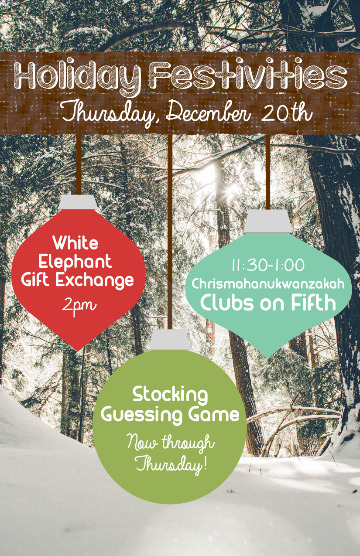 Holiday Festivities
Thursday, December 20th
White
Elephant
Gift Exchange
2pm
11:30-1:00
Chrismahanukwanzakah
Clubs on Fifth
Stocking
Guessing Game
Now through
Thursday!